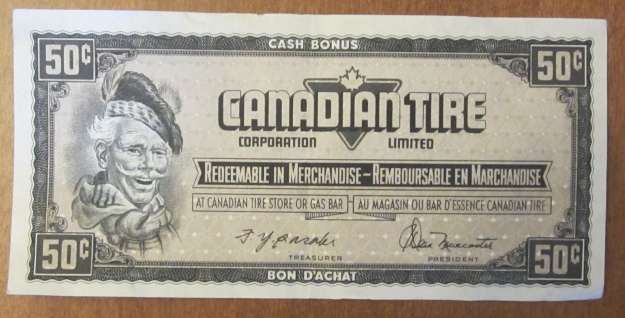 CASH BONUS
50¢ 50¢
CANADIAN TIRE
CORPORATION LIMITED
REDEEMABLE IN MERCHANDISE - REMBOURSABLE EN MARCHANDISE
AT CANADIAN TIRE STORE OR GAS BAR - AU MAGASIN OU BAR D'ESSENCE CANADIAN TIRE
TREASURER PRESIDENT
50¢ 50¢
BON D'ACHAT